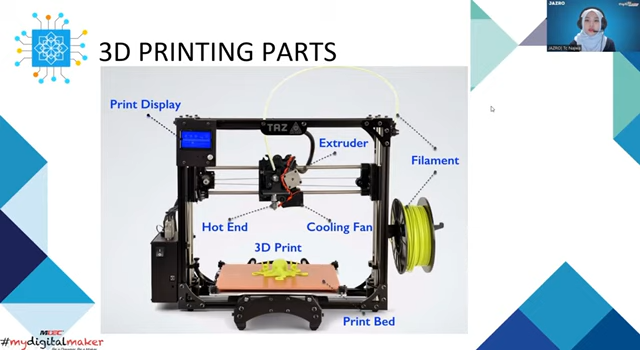 3D PRINTING PARTS
JAZRO
Print Display
TAZ
Extruder
Filament
Hot End
Cooling Fan
3D Print
Print Bed
MDEC
#mydigitalmaker